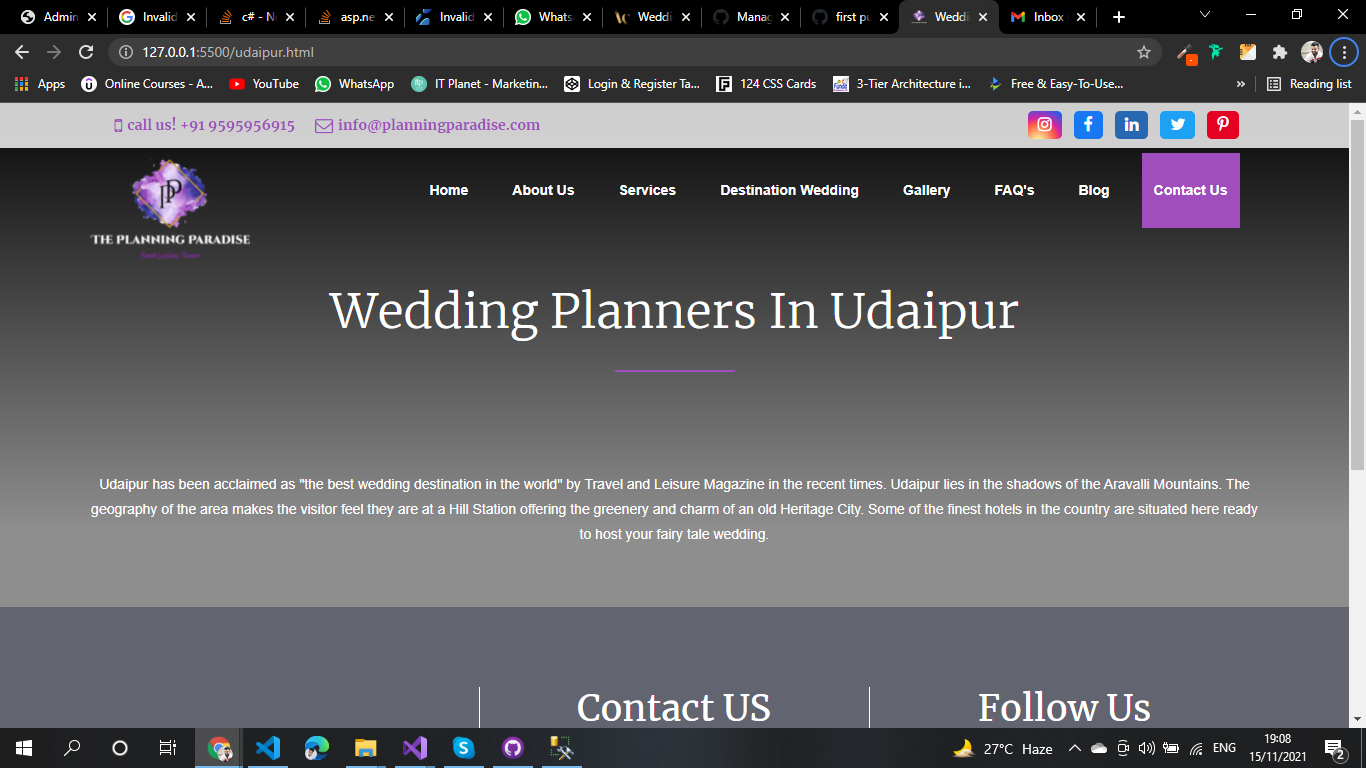 Admin
Invalid
c# - N
asp.ne
Invalid
Whats
Weddi
Manag
first pu
Weddi
Inbox
127.0.0.1:5500/udaipur.html
Apps
Online Courses - A...
YouTube
WhatsApp
IT Planet - Marketin...
Login & Register Ta...
124 CSS Cards
3-Tier Architecture i...
Free & Easy-To-Use...
»
Reading list
call us! +91 9595956915
info@planningparadise.com
THE PLANNING PARADISE
Home
About Us
Services
Destination Wedding
Gallery
FAQ's
Blog
Contact Us
Wedding Planners In Udaipur
Udaipur has been acclaimed as "the best wedding destination in the world" by Travel and Leisure Magazine in the recent times. Udaipur lies in the shadows of the Aravalli Mountains. The
geography of the area makes the visitor feel they are at a Hill Station offering the greenery and charm of an old Heritage City. Some of the finest hotels in the country are situated here ready
to host your fairy tale wedding.
Contact US
Follow Us
27°C Haze
ENG
19:08
15/11/2021
2